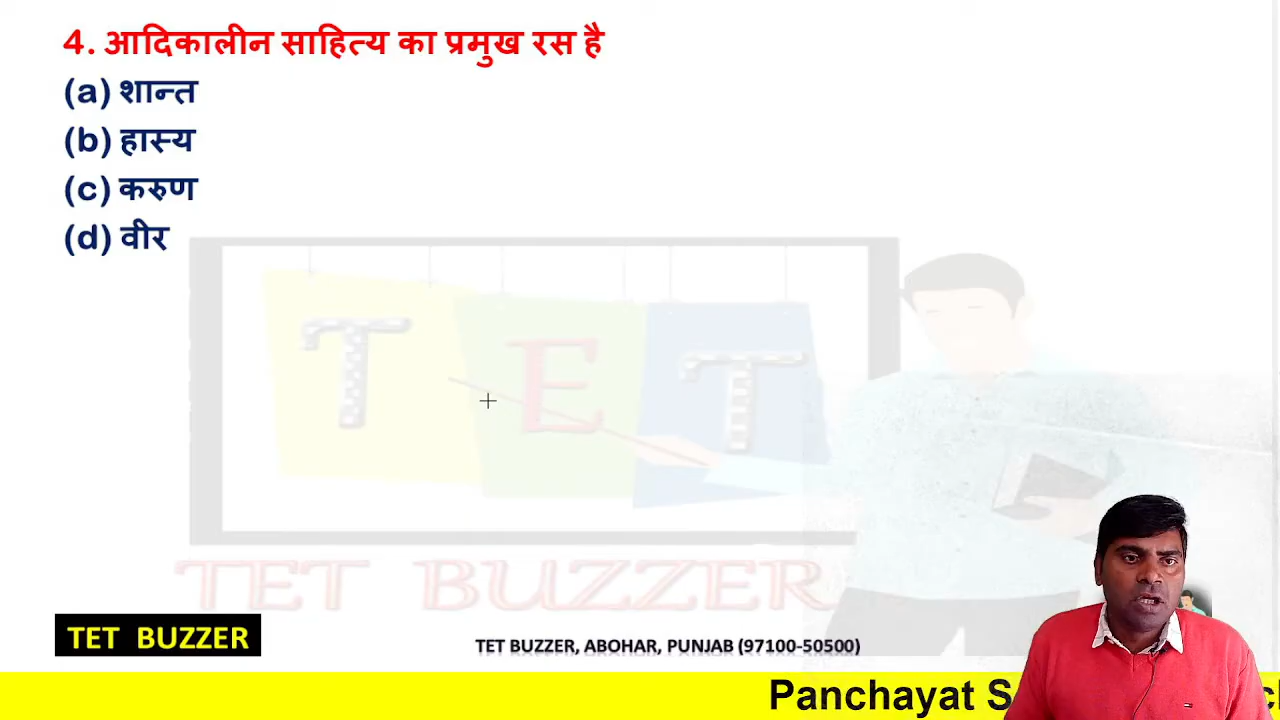 4. आदिकालीन साहित्य का प्रमुख रस है
(a) शान्त
(b) हास्य
(c) करुण
(d) वीर
T E T
TET BUZZER
TET BUZZER
TET BUZZER, ABOHAR, PUNJAB (97100-50500)
Panchayat